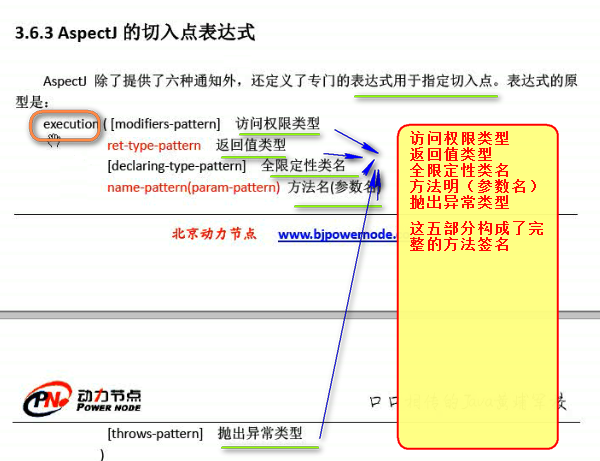 3.6.3 AspectJ 的切入点表达式
AspectJ 除了提供了六种通知外，还定义了专门的表达式用于指定切入点。表达式的原
型是：
execution ( [modifiers-pattern] 访问权限类型
ret-type-pattern 返回值类型
[declaring-type-pattern] 全限定性类名
name-pattern(param-pattern) 方法名(参数名)
访问权限类型
返回值类型
全限定性类名
方法明（参数名）
抛出异常类型
这五部分构成了完
整的方法签名
北京动力节点 www.bjpowernode.
动力节点
POWER NODE
[throws-pattern] 抛出异常类型
)